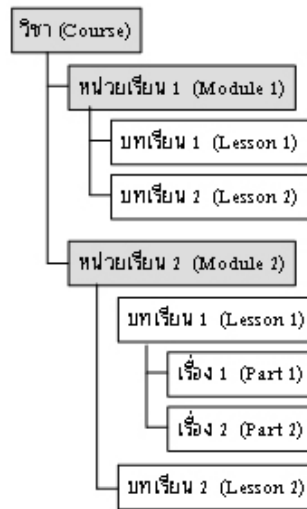 วิชา (Course)
หน่วยเรียน 1 (Module 1)
บทเรียน 1 (Lesson 1)
บทเรียน 2 (Lesson 2)
หน่วยเรียน 2 (Module 2)
บทเรียน 1 (Lesson 1)
เรื่อง 1 (Part 1)
เรื่อง 2 (Part 2)
บทเรียน 2 (Lesson 2)